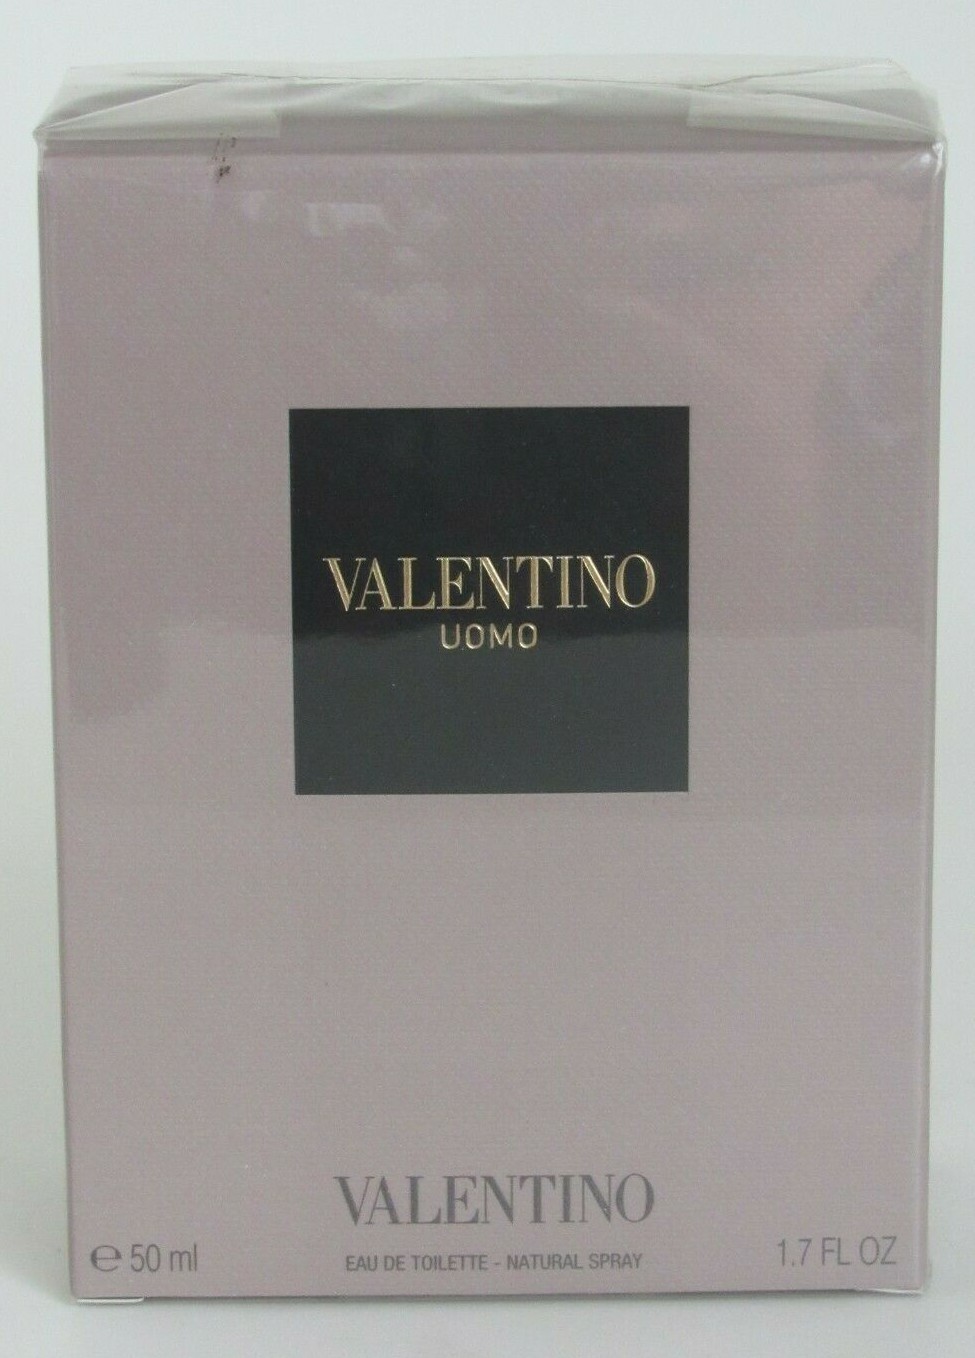 VALENTINO
UOMO
VALENTINO
EAU DE TOILETTE - NATURAL SPRAY
℮ 50 ml
1.7 FL OZ